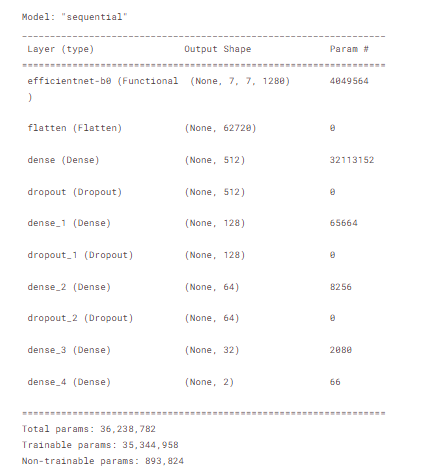 Model: "sequential"
_________________________________________________________________
Layer (type) Output Shape Param #
=================================================================
efficientnet-b0 (Functional (None, 7, 7, 1280) 4049564
)
flatten (Flatten) (None, 62720) 0
dense (Dense) (None, 512) 32113152
dropout (Dropout) (None, 512) 0
dense_1 (Dense) (None, 128) 65664
dropout_1 (Dropout) (None, 128) 0
dense_2 (Dense) (None, 64) 8256
dropout_2 (Dropout) (None, 64) 0
dense_3 (Dense) (None, 32) 2080
dense_4 (Dense) (None, 2) 66
=================================================================
Total params: 36,238,782
Trainable params: 35,344,958
Non-trainable params: 893,824